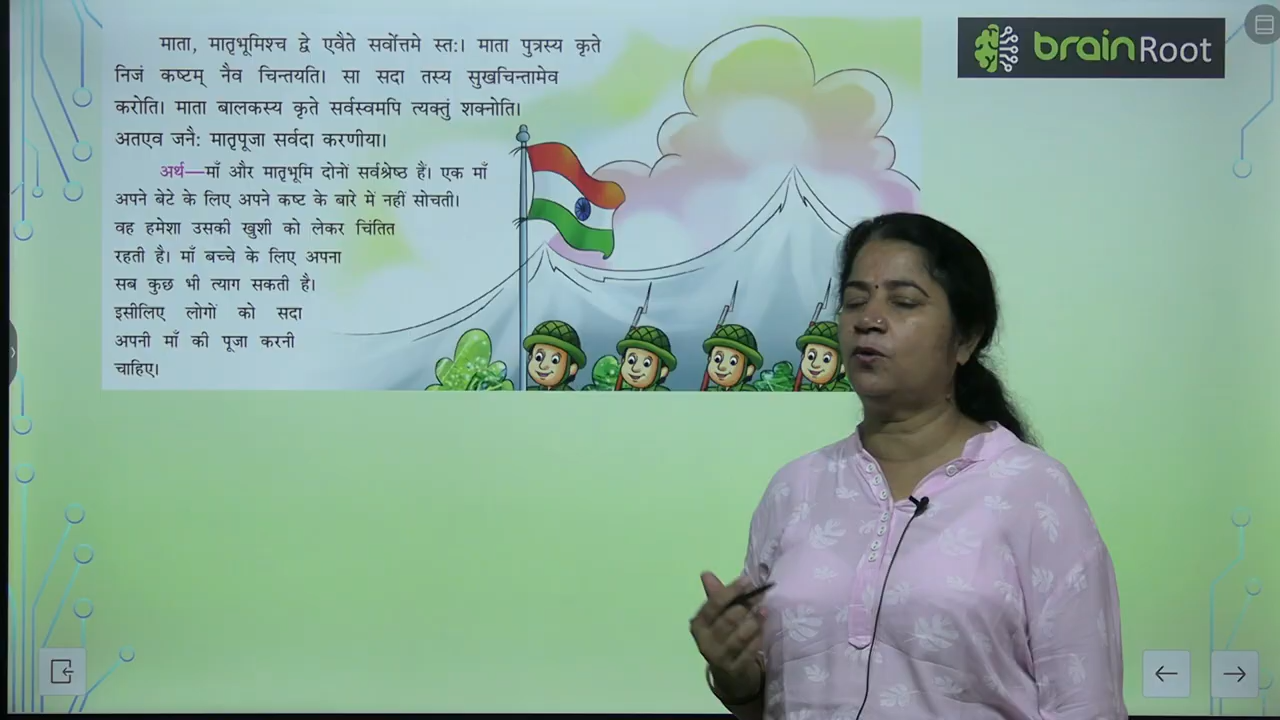 माता, मातृभूमिश्च द्वे एवैते सर्वोत्तमे स्त:। माता पुत्रस्य कृते
निजं कष्टम् नैव चिन्तयति। सा सदा तस्य सुखचिन्तामेव
करोति। माता बालकस्य कृते सर्वस्वमपि त्यक्तुं शक्नोति।
अतएव जनै: मातृपूजा सर्वदा करणीया।
अर्थ—माँ और मातृभूमि दोनों सर्वश्रेष्ठ हैं। एक माँ
अपने बेटे के लिए अपने कष्ट के बारे में नहीं सोचती।
वह हमेशा उसकी खुशी को लेकर चिंतित
रहती है। माँ बच्चे के लिए अपना
सब कुछ भी त्याग सकती है।
इसीलिए लोगों को सदा
अपनी माँ की पूजा करनी
चाहिए।
brainRoot